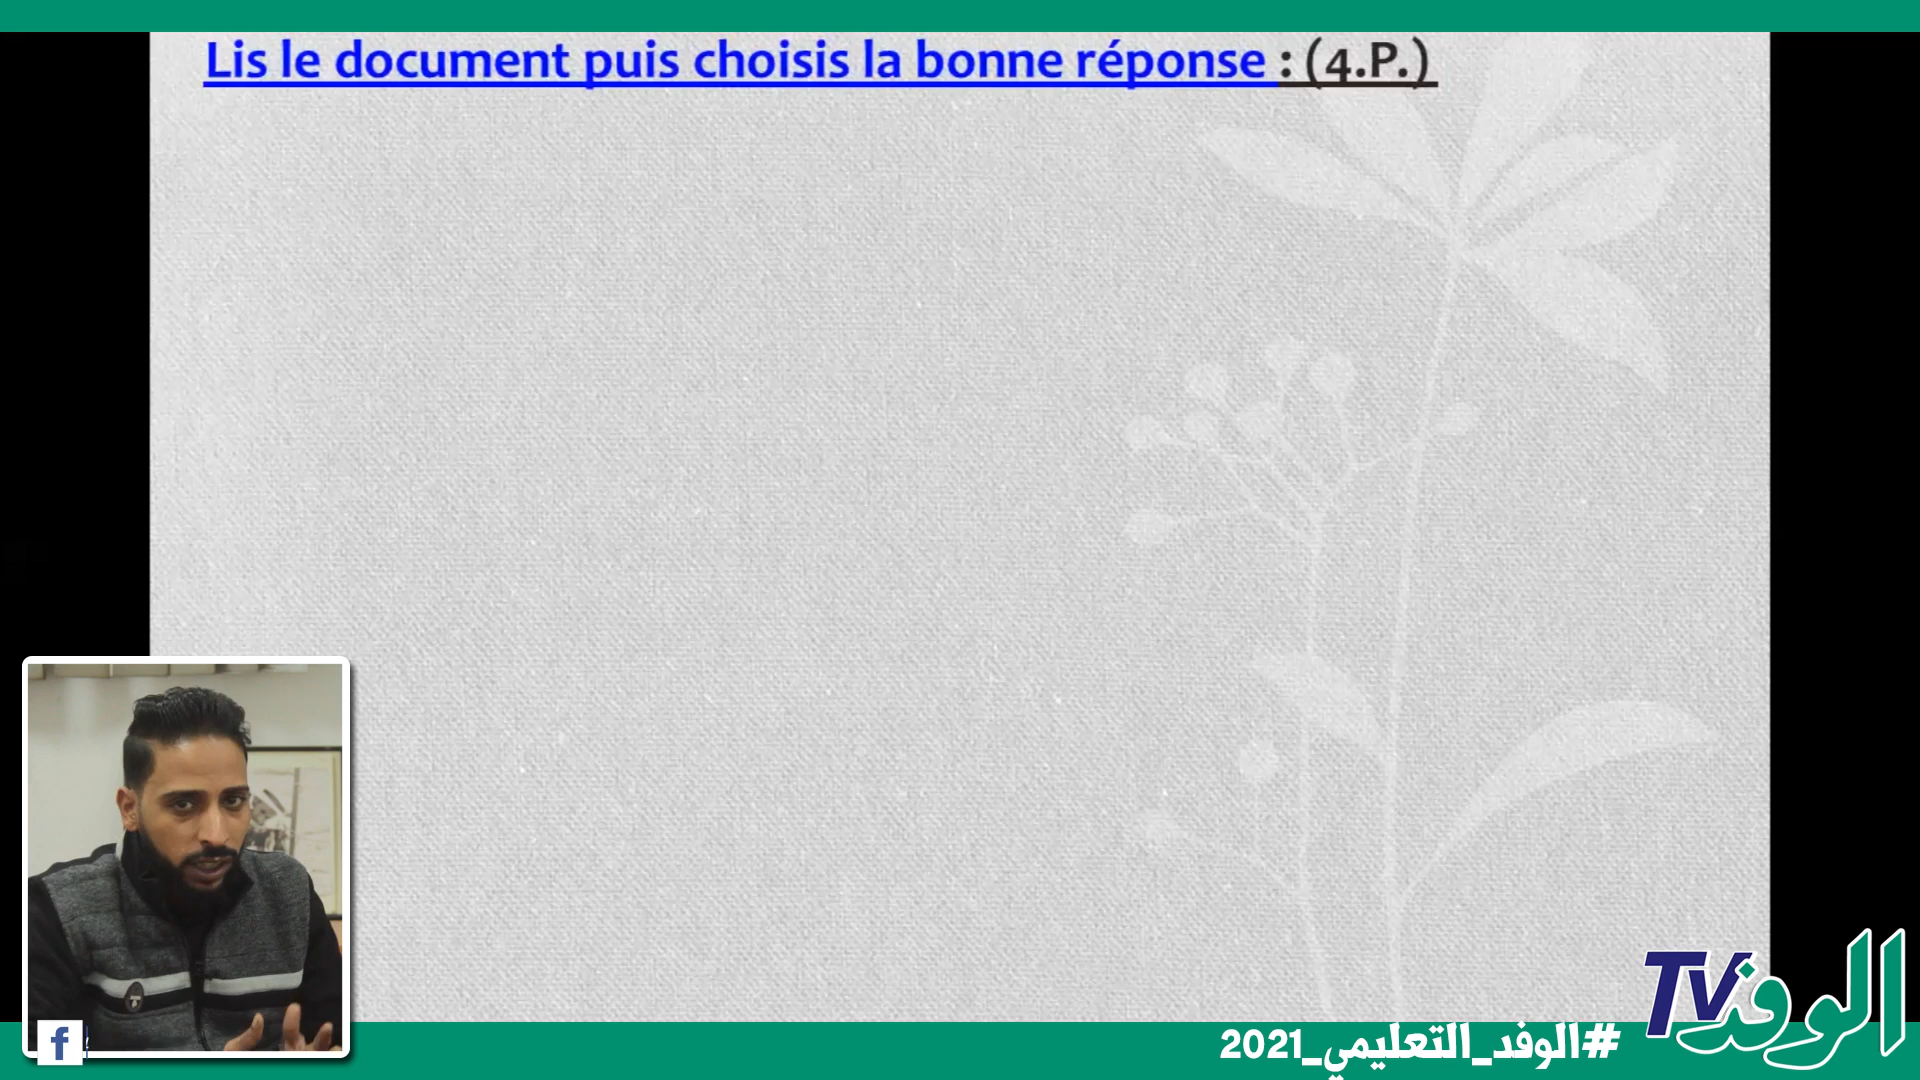 Lis le document puis choisis la bonne réponse : (4.P.)
f
#الوفد_التعليمي_2021
الوفد TV